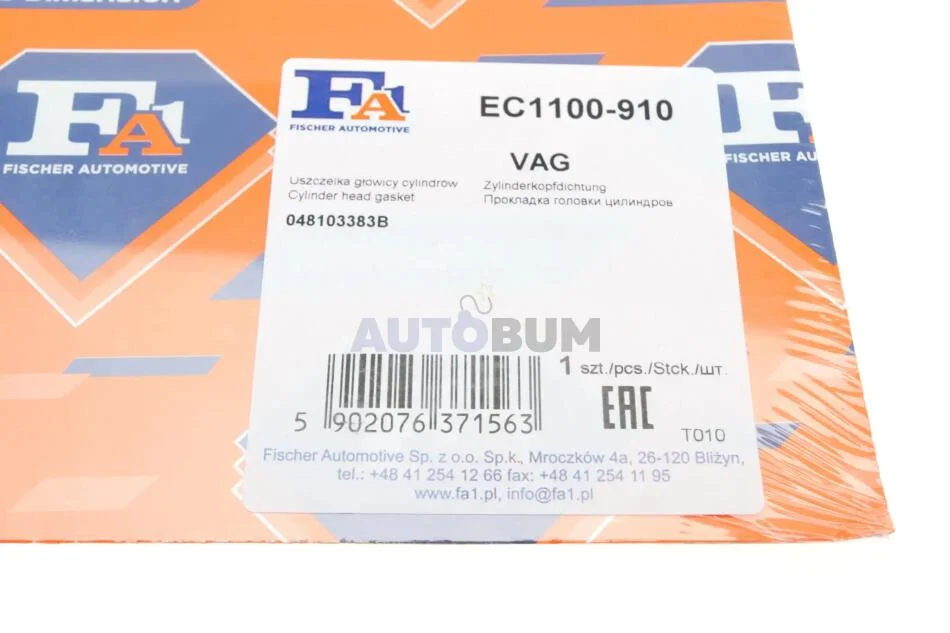 DIMENSION
FA1
FISCHER AUTOMOTIVE
FA1
FISCHER AUTOMOTIVE
EC1100-910
FISCHER AUTOMOTIVE
VAG
Uszczelka głowicy cylindrów
Cylinder head gasket
Zylinderkopfdichtung
Прокладка головки цилиндров
048103383B
AUTOBUM
1 szt./pcs./Stck./шт.
5 902076 371563
EAC
T010
Fischer Automotive Sp. z o.o. Sp.k., Mroczków 4a, 26-120 Bliżyn,
tel.: +48 41 254 12 66 fax: +48 41 254 11 95
www.fa1.pl, info@fa1.pl